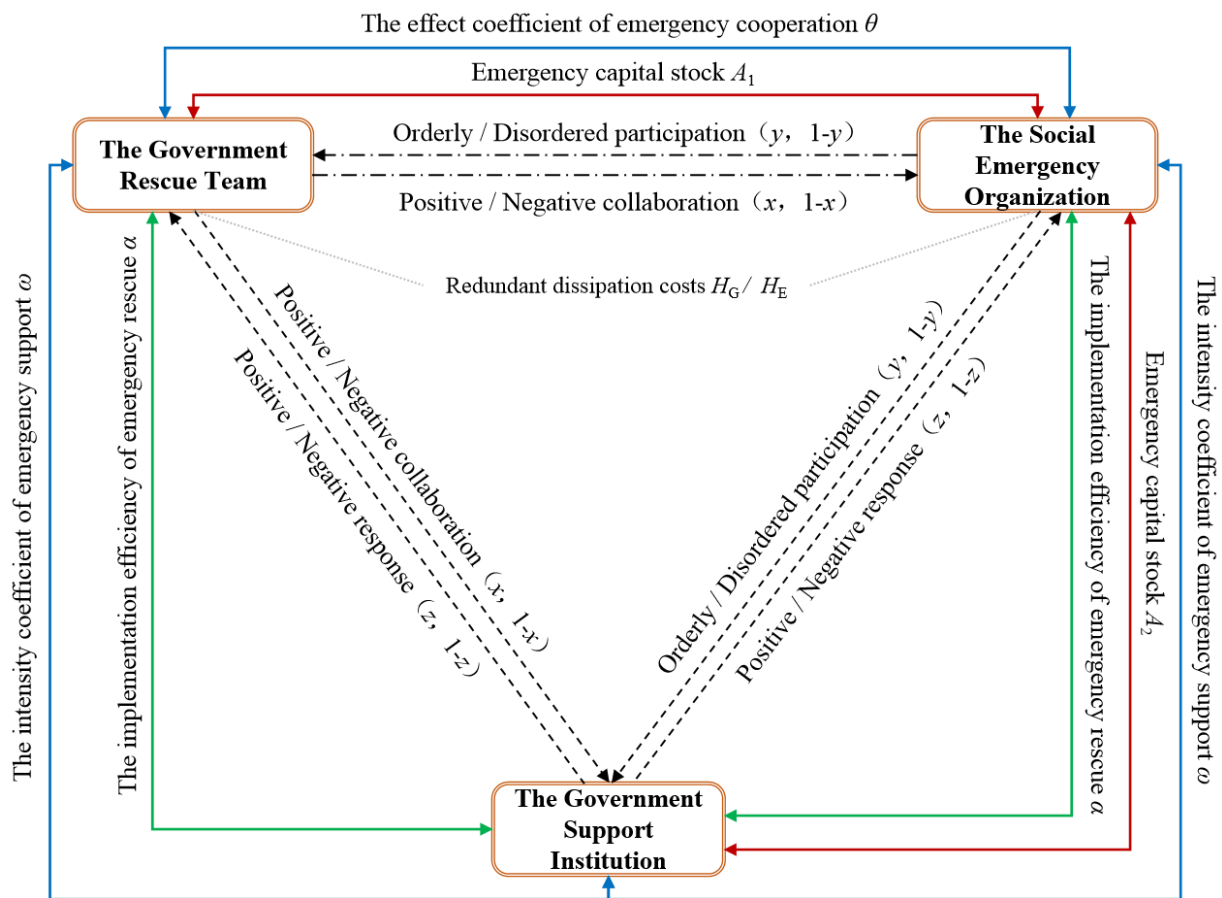 The effect coefficient of emergency cooperation θ
Emergency capital stock A₁
Orderly / Disordered participation（y，1-y）
The Government
Rescue Team
The Social
Emergency
Organization
Positive / Negative collaboration（x，1-x）
Redundant dissipation costs H_G / H_E
The intensity coefficient of emergency support ω
The implementation efficiency of emergency rescue α
Positive / Negative collaboration（x，1-x）
Positive / Negative response（z，1-z）
Orderly / Disordered participation（y，1-y）
Positive / Negative response（z，1-z）
The implementation efficiency of emergency rescue α
Emergency capital stock A₂
The intensity coefficient of emergency support ω
The Government
Support
Institution